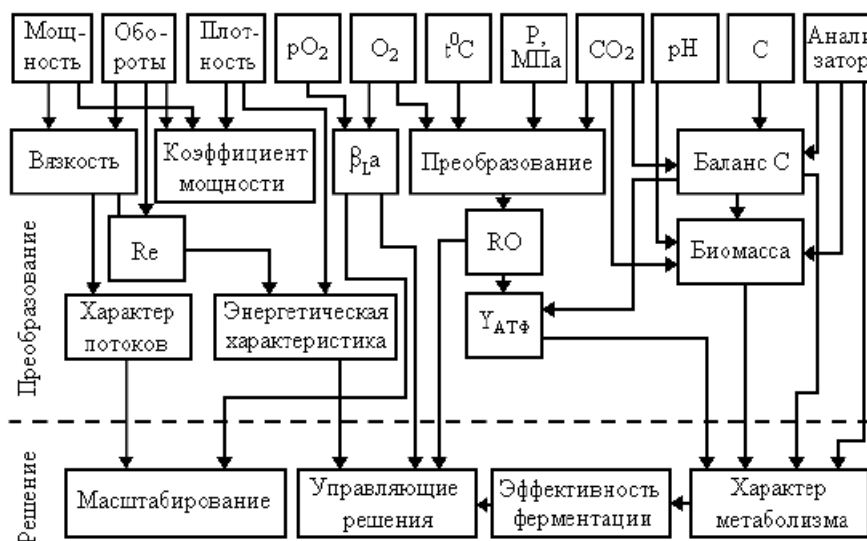 Мощ-
ность
Обо-
роты
Плот-
ность
pO₂
O₂
t⁰C
P,
МПа
CO₂
pH
C
Анали
затор
Вязкость
Коэффициент
мощности
βLa
Преобразование
Баланс C
Re
RO
Биомасса
Характер
потоков
Энергетическая
характеристика
YАТФ
Преобразование
Масштабирование
Управляющие
решения
Эффективность
ферментации
Характер
метаболизма
Решение